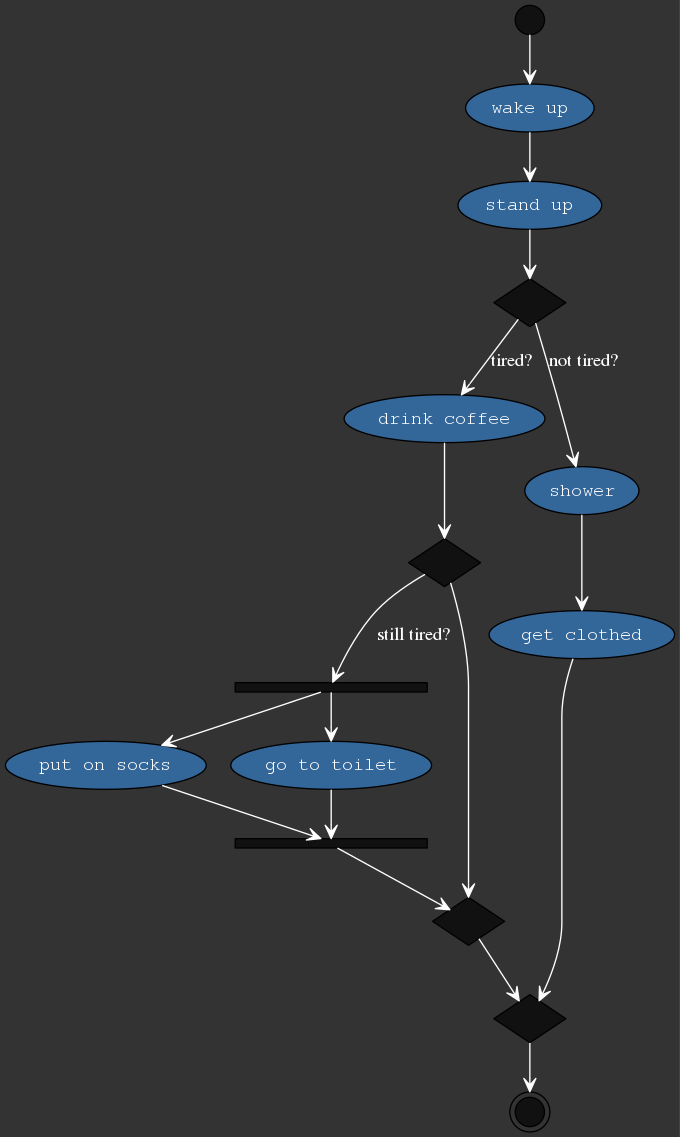 wake up
stand up
tired?
not tired?
drink coffee
shower
still tired?
get clothed
put on socks
go to toilet